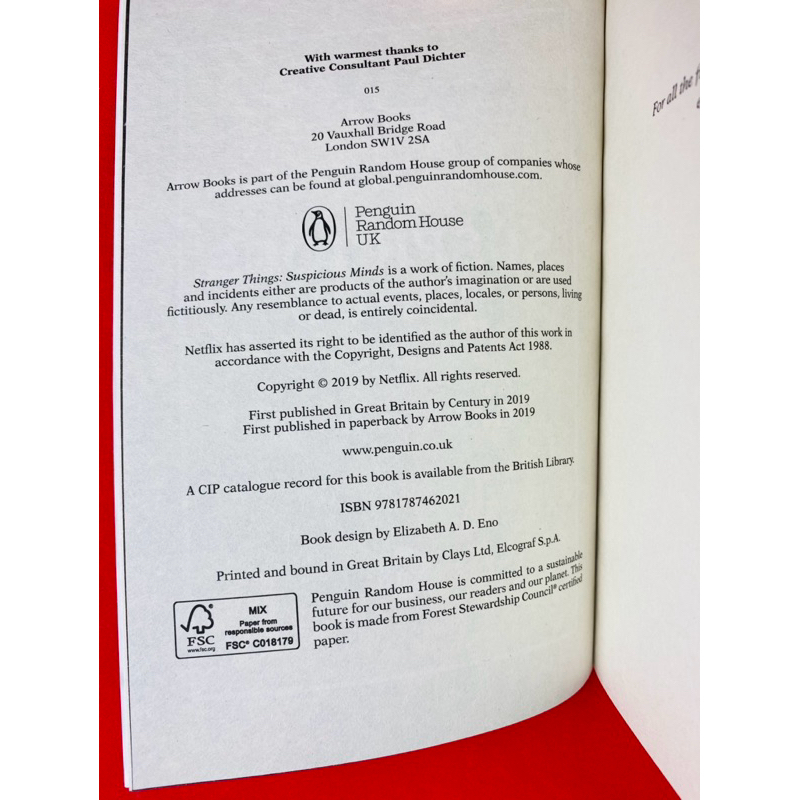 With warmest thanks to
Creative Consultant Paul Dichter
015
Arrow Books
20 Vauxhall Bridge Road
London SW1V 2SA
Arrow Books is part of the Penguin Random House group of companies whose
addresses can be found at global.penguinrandomhouse.com.
Penguin
Random House
UK
Stranger Things: Suspicious Minds is a work of fiction. Names, places
and incidents either are products of the author's imagination or are used
fictitiously. Any resemblance to actual events, places, locales, or persons, living
or dead, is entirely coincidental.
Netflix has asserted its right to be identified as the author of this work in
accordance with the Copyright, Designs and Patents Act 1988.
Copyright © 2019 by Netflix. All rights reserved.
First published in Great Britain by Century in 2019
First published in paperback by Arrow Books in 2019
www.penguin.co.uk
A CIP catalogue record for this book is available from the British Library.
ISBN 9781787462021
Book design by Elizabeth A. D. Eno
Printed and bound in Great Britain by Clays Ltd, Elcograf S.p.A.
Penguin Random House is committed to a sustainable
future for our business, our readers and our planet. This
book is made from Forest Stewardship Council® certified
paper.
FSC
www.fsc.org
MIX
Paper from
responsible sources
FSC® C018179
For all the